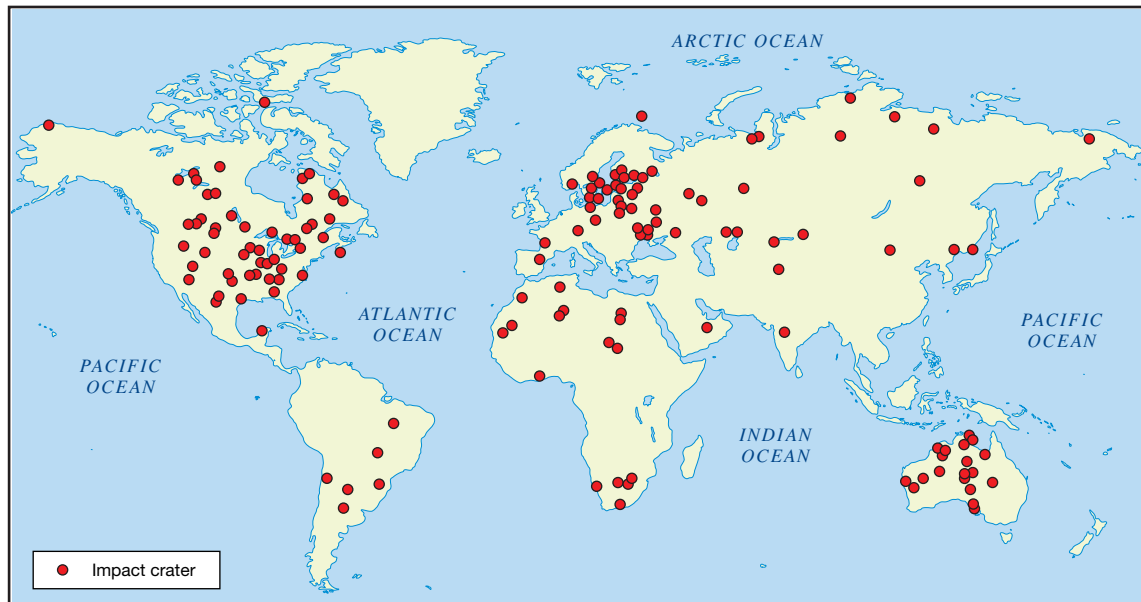 ARCTIC OCEAN
ATLANTIC
OCEAN
PACIFIC
OCEAN
PACIFIC
OCEAN
INDIAN
OCEAN
Impact crater